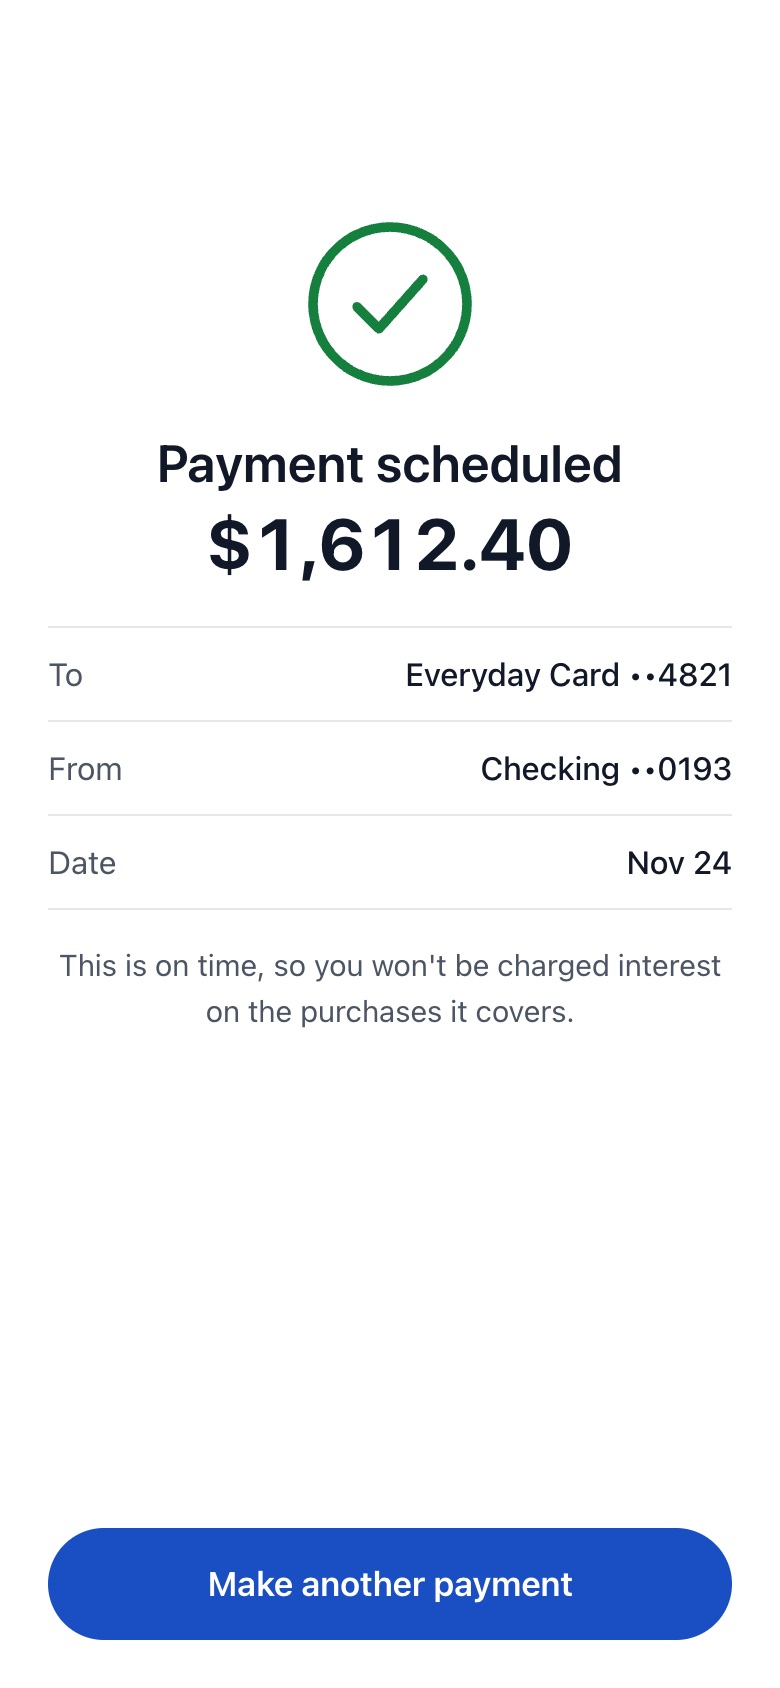 Payment scheduled
$1,612.40
To Everyday Card ••4821
From Checking ••0193
Date Nov 24
This is on time, so you won't be charged interest
on the purchases it covers.
Make another payment